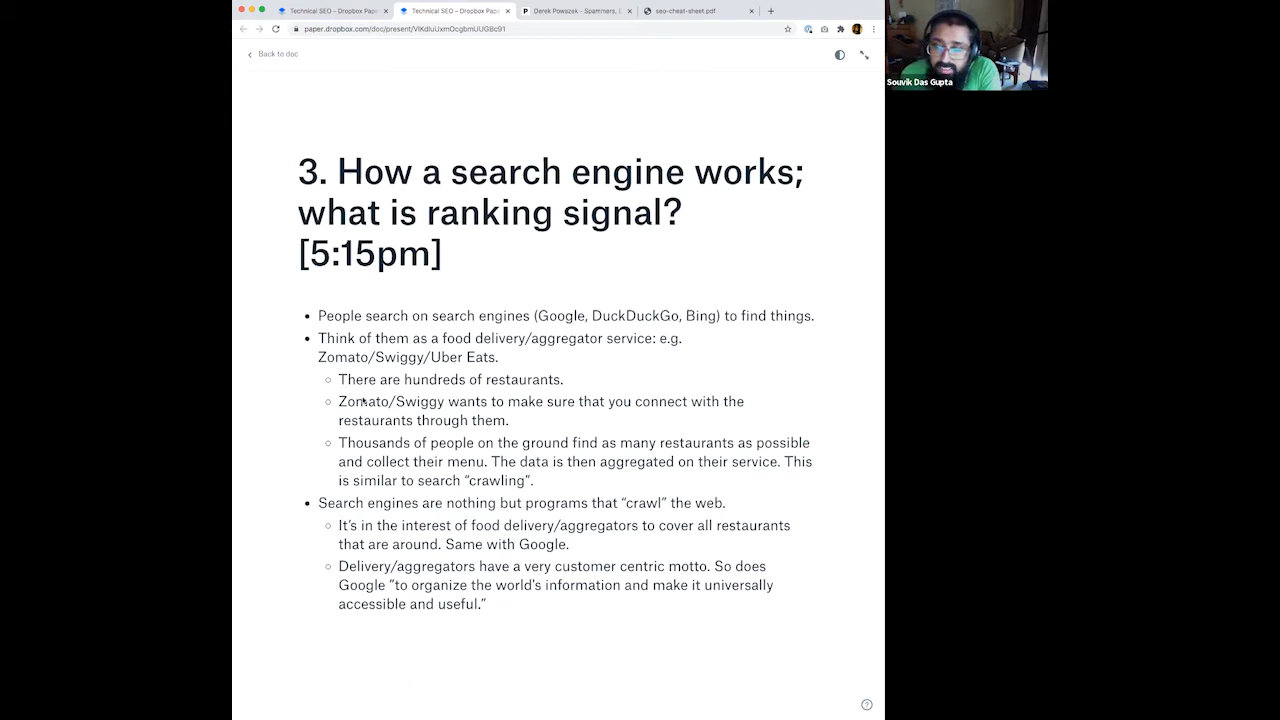 Technical SEO – Dropbox Pape
Technical SEO – Dropbox Pape
Derek Powazek - Spammers, E
seo-cheat-sheet.pdf
paper.dropbox.com/doc/present/VlKdluUxmOcgbmUUGBc91
Back to doc
Souvik Das Gupta
3. How a search engine works;
what is ranking signal?
[5:15pm]
• People search on search engines (Google, DuckDuckGo, Bing) to find things.
• Think of them as a food delivery/aggregator service: e.g.
Zomato/Swiggy/Uber Eats.
There are hundreds of restaurants.
Zomato/Swiggy wants to make sure that you connect with the
restaurants through them.
Thousands of people on the ground find as many restaurants as possible
and collect their menu. The data is then aggregated on their service. This
is similar to search “crawling”.
• Search engines are nothing but programs that “crawl” the web.
It’s in the interest of food delivery/aggregators to cover all restaurants
that are around. Same with Google.
Delivery/aggregators have a very customer centric motto. So does
Google “to organize the world’s information and make it universally
accessible and useful.”